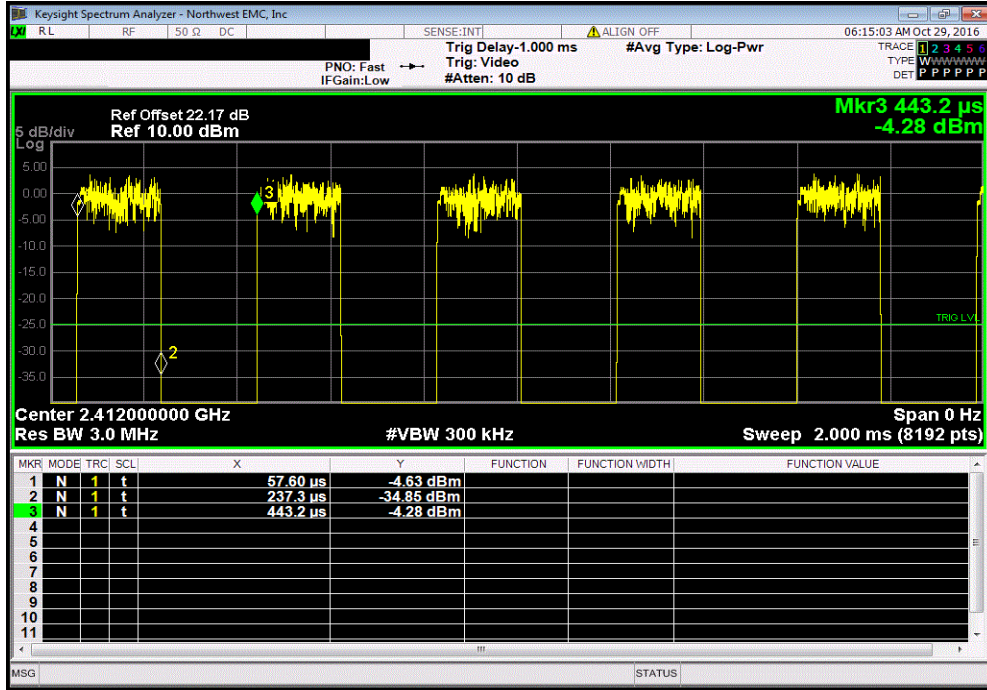 Keysight Spectrum Analyzer - Northwest EMC, Inc
LXI RL RF 50 Ω DC SENSE:INT ALIGN OFF 06:15:03 AM Oct 29, 2016
Trig Delay-1.000 ms #Avg Type: Log-Pwr TRACE 1 2 3 4 5 6
PNO: Fast Trig: Video TYPE WWWWWW
IFGain:Low #Atten: 10 dB DET P P P P P P
Mkr3 443.2 µs
-4.28 dBm
Ref Offset 22.17 dB
5 dB/div Ref 10.00 dBm
Log
5.00
0.00
-5.00
-10.0
-15.0
-20.0
-25.0
-30.0
-35.0
3
2
TRIG LVL
Center 2.412000000 GHz Span 0 Hz
Res BW 3.0 MHz #VBW 300 kHz Sweep 2.000 ms (8192 pts)
MKR MODE TRC SCL X Y FUNCTION FUNCTION WIDTH FUNCTION VALUE
1 N 1 t 57.60 µs -4.63 dBm
2 N 1 t 237.3 µs -34.85 dBm
3 N 1 t 443.2 µs -4.28 dBm
4
5
6
7
8
9
10
11
MSG STATUS